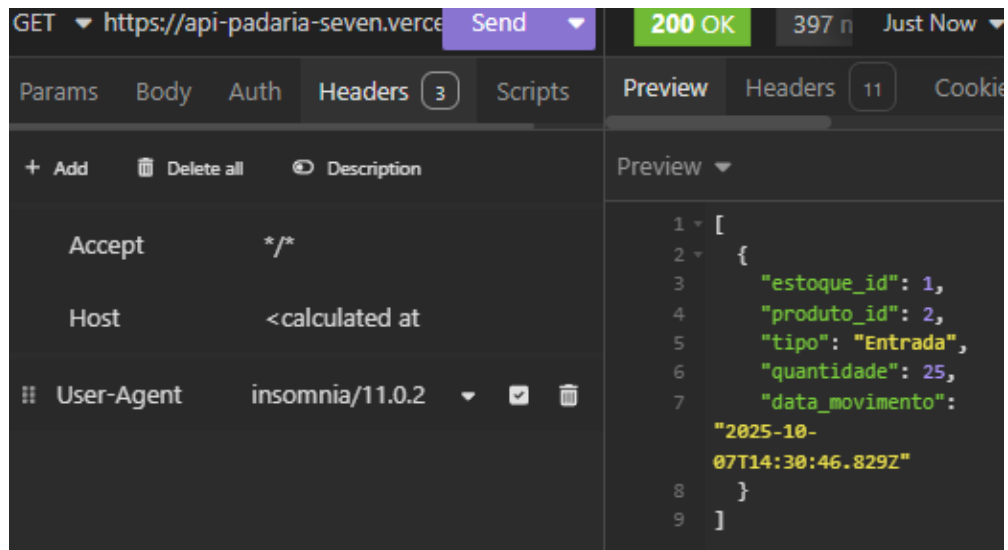 GET https://api-padaria-seven.verce Send
200 OK 397 Just Now
Params Body Auth Headers 3 Scripts
Preview Headers 11 Cookie
+ Add Delete all Description
Preview
Accept */*
Host <calculated at
User-Agent insomnia/11.0.2
1 [
2 {
3 "estoque_id": 1,
4 "produto_id": 2,
5 "tipo": "Entrada",
6 "quantidade": 25,
7 "data_movimento":
"2025-10-
07T14:30:46.829Z"
8 }
9 ]